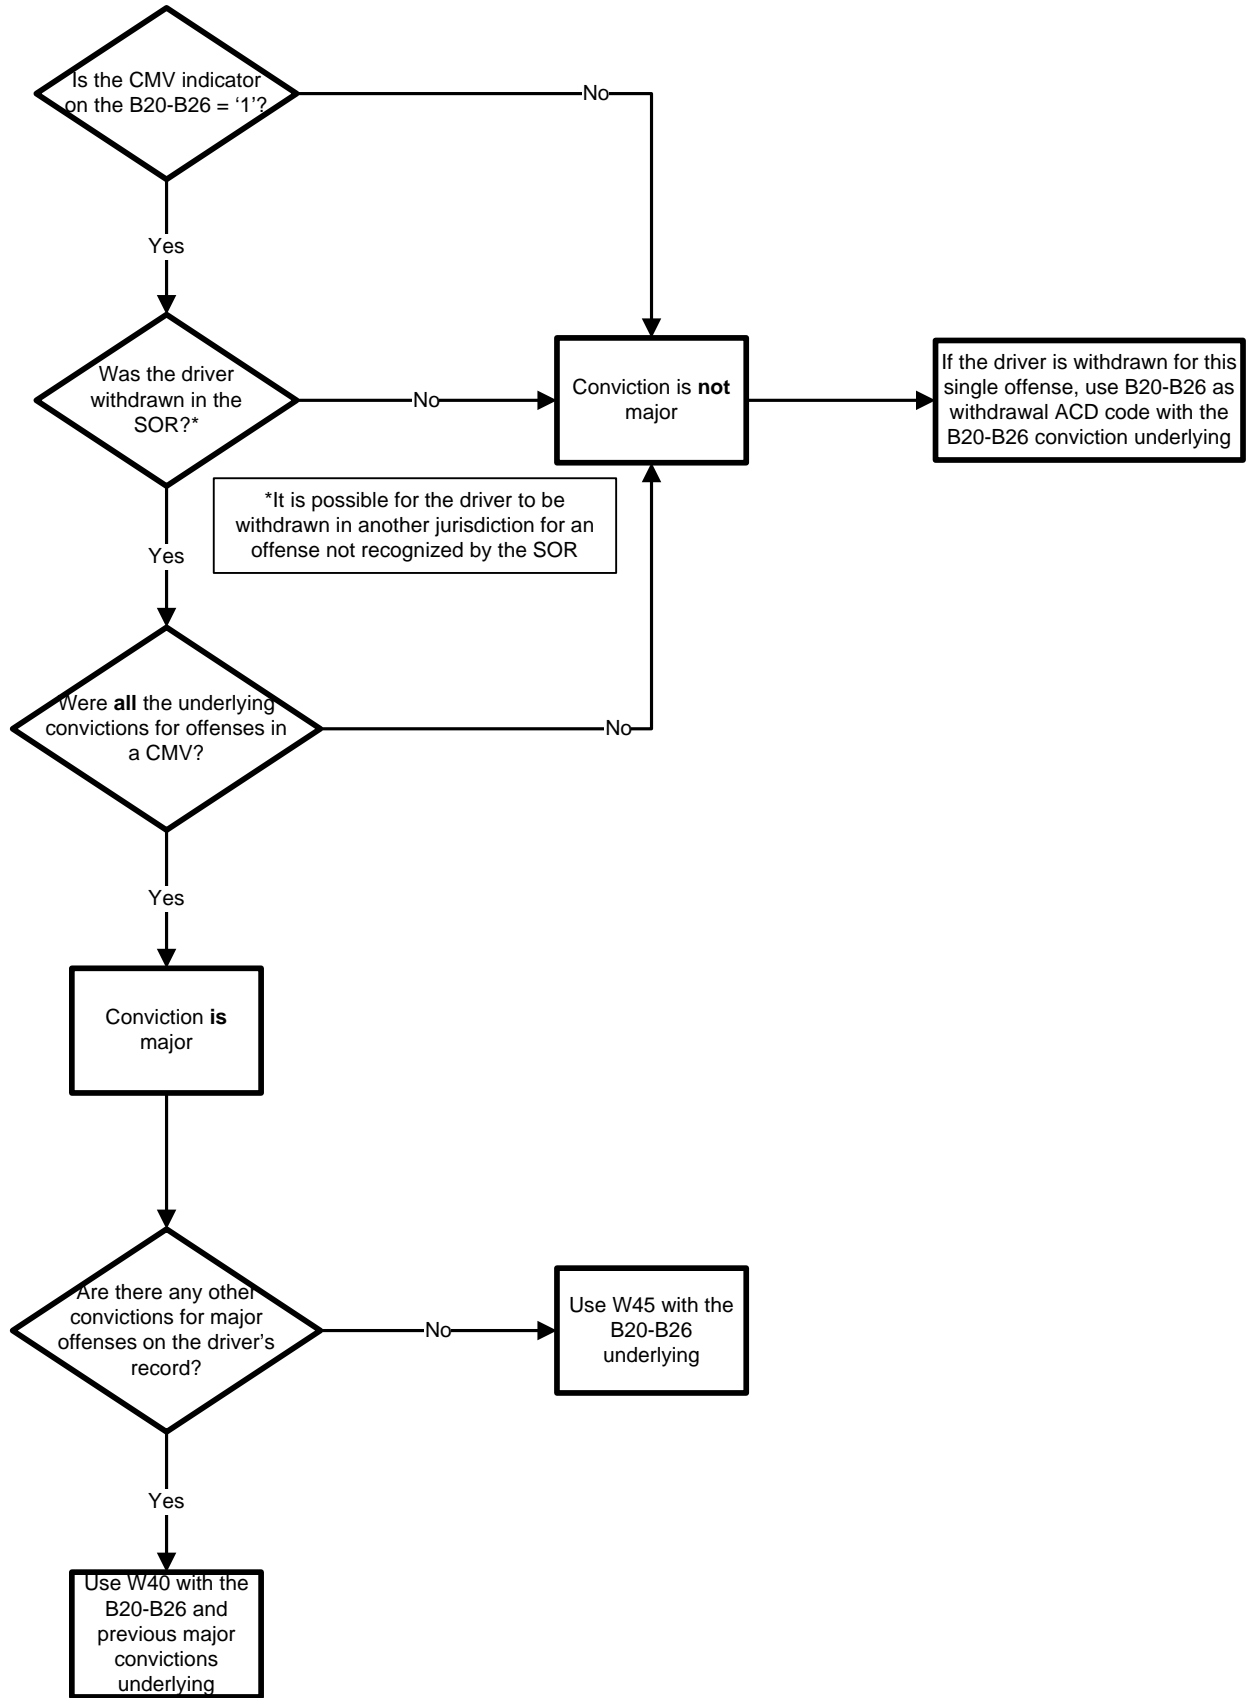 Is the CMV indicator
on the B20-B26 = ‘1’?
No
Yes
Was the driver
withdrawn in the
SOR?*
No
Conviction is not
major
If the driver is withdrawn for this
single offense, use B20-B26 as
withdrawal ACD code with the
B20-B26 conviction underlying
*It is possible for the driver to be
withdrawn in another jurisdiction for an
offense not recognized by the SOR
Yes
Were all the underlying
convictions for offenses in
a CMV?
No
Yes
Conviction is
major
Are there any other
convictions for major
offenses on the driver’s
record?
No
Use W45 with the
B20-B26
underlying
Yes
Use W40 with the
B20-B26 and
previous major
convictions
underlying